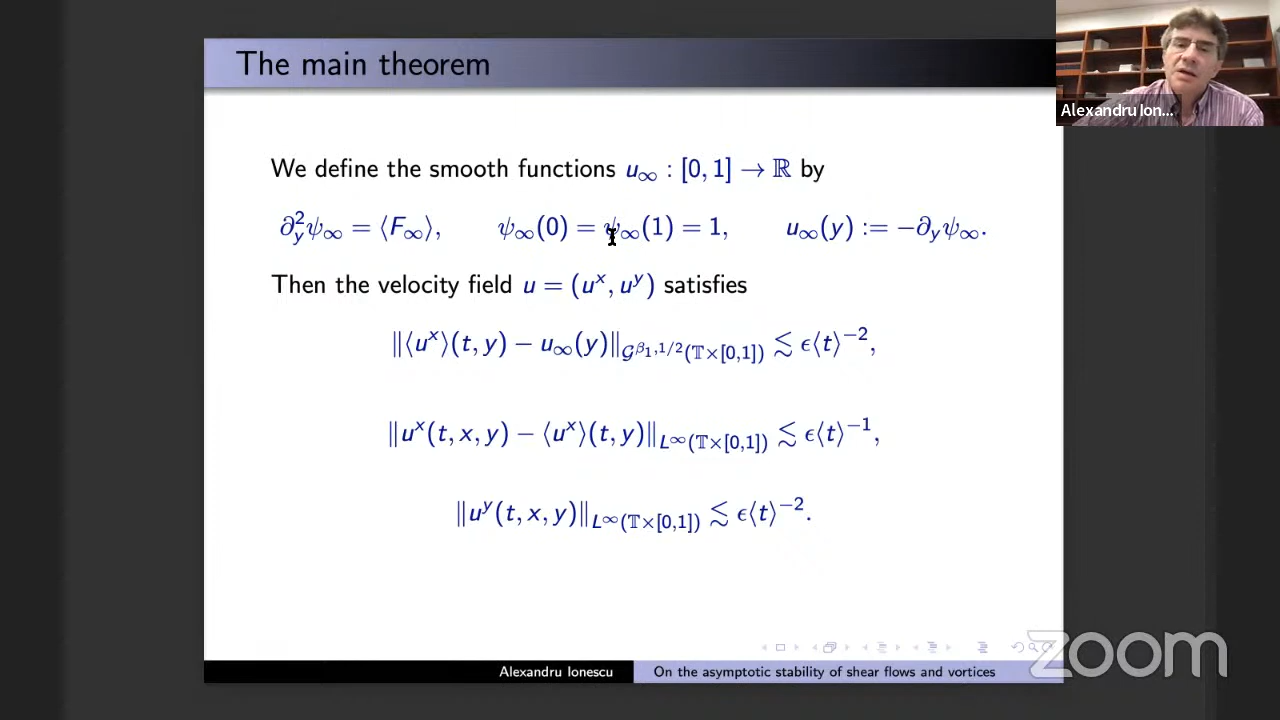 The main theorem
Alexandru Ion...
We define the smooth functions u∞ : [0, 1] → ℝ by
∂²_y ψ∞ = ⟨F∞⟩, ψ∞(0) = ψ∞(1) = 1, u∞(y) := −∂_y ψ∞.
Then the velocity field u = (u^x, u^y) satisfies
‖⟨u^x⟩(t, y) − u∞(y)‖_{𝒢^{β₁,1/2}(𝕋×[0,1])} ≲ ϵ⟨t⟩^{−2},
‖u^x(t, x, y) − ⟨u^x⟩(t, y)‖_{L^∞(𝕋×[0,1])} ≲ ϵ⟨t⟩^{−1},
‖u^y(t, x, y)‖_{L^∞(𝕋×[0,1])} ≲ ϵ⟨t⟩^{−2}.
zoom
Alexandru Ionescu
On the asymptotic stability of shear flows and vortices